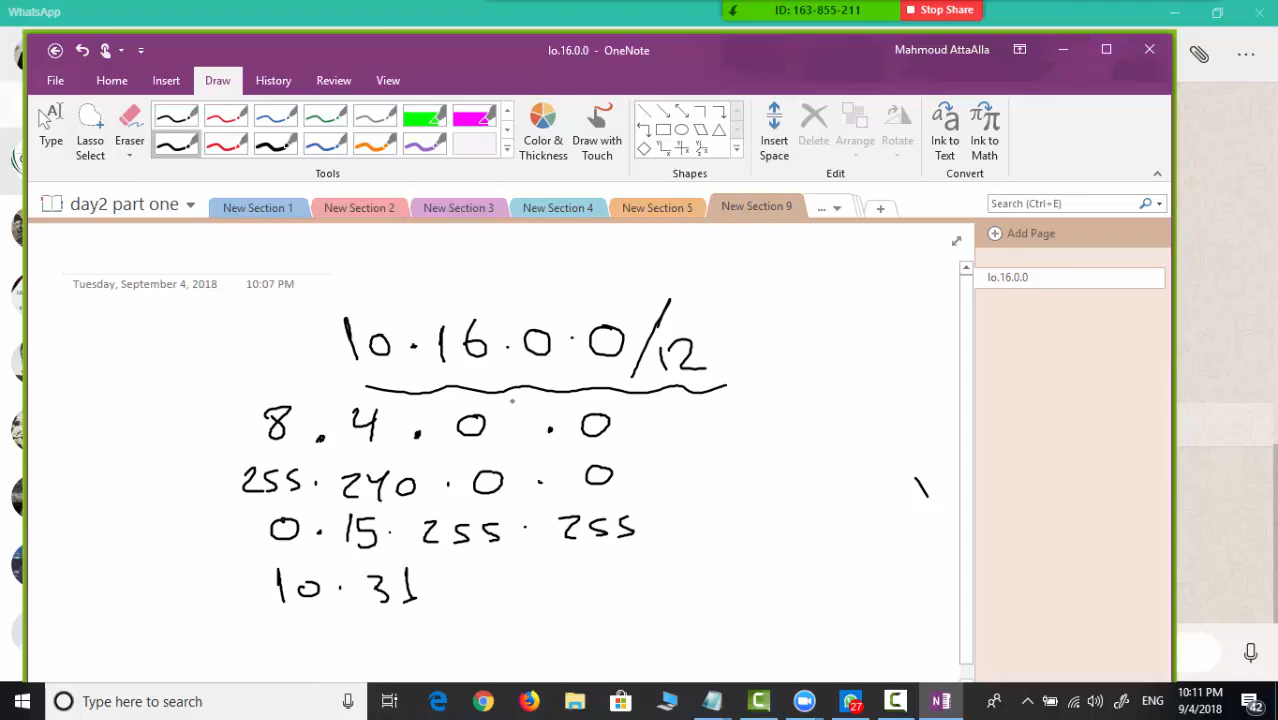 WhatsApp
ID: 163-855-211 Stop Share
lo.16.0.0 - OneNote
Mahmoud AttaAlla
File Home Insert Draw History Review View
Type Lasso Select Eraser Color & Thickness Draw with Touch Insert Space Delete Arrange Rotate Ink to Text Ink to Math
Tools Shapes Edit Convert
day2 part one New Section 1 New Section 2 New Section 3 New Section 4 New Section 5 New Section 9 ... Search (Ctrl+E)
Add Page
lo.16.0.0
Tuesday, September 4, 2018 10:07 PM
10.16.0.0/12
8.4.0.0
255.240.0.0
0.15.255.255
10.31
Type here to search
27
N
ENG
10:11 PM
9/4/2018
42